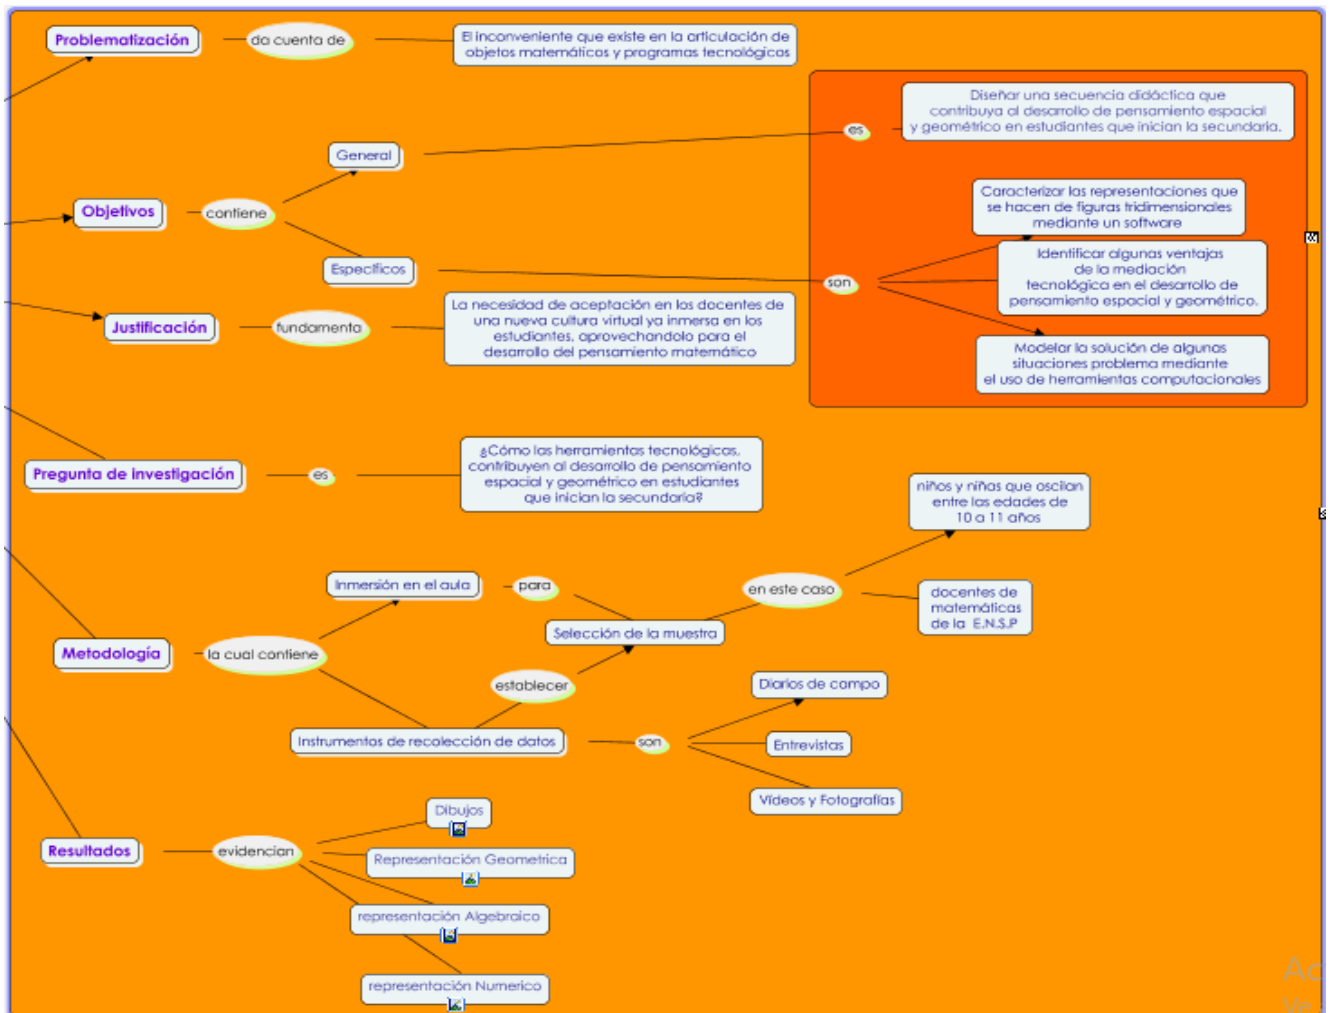 Problematización
da cuenta de
El inconveniente que existe en la articulación de
objetos matemáticos y programas tecnológicos
Objetivos
contiene
General
es
Diseñar una secuencia didáctica que
contribuya al desarrollo de pensamiento espacial
y geométrico en estudiantes que inician la secundaria.
Específicos
son
Caracterizar las representaciones que
se hacen de figuras tridimensionales
mediante un software
Identificar algunas ventajas
de la mediación
tecnológica en el desarrollo de
pensamiento espacial y geométrico.
Modelar la solución de algunas
situaciones problema mediante
el uso de herramientas computacionales
Justificación
fundamenta
La necesidad de aceptación en los docentes de
una nueva cultura virtual ya inmersa en los
estudiantes, aprovechandolo para el
desarrollo del pensamiento matemático
Pregunta de investigación
es
¿Cómo las herramientas tecnológicas,
contribuyen al desarrollo de pensamiento
espacial y geométrico en estudiantes
que inician la secundaria?
Metodología
la cual contiene
Inmersión en el aula
para
Selección de la muestra
en este caso
niños y niñas que oscilan
entre las edades de
10 a 11 años
docentes de
matemáticas
de la E.N.S.P
establecer
Instrumentos de recolección de datos
son
Diarios de campo
Entrevistas
Vídeos y Fotografías
Resultados
evidencian
Dibujos
Representación Geometrica
representación Algebraico
representación Numerico